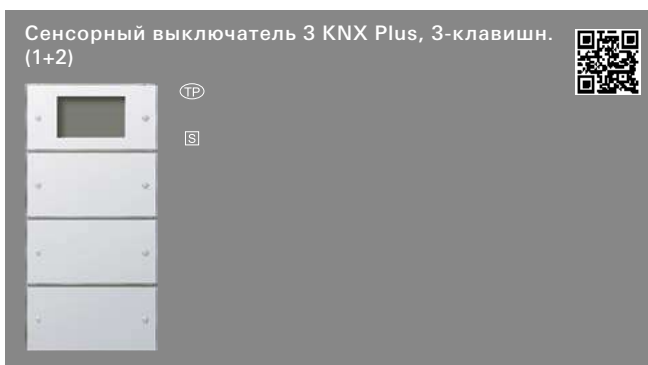 Сенсорный выключатель 3 KNX Plus, 3-клавишн.
(1+2)
TP
S